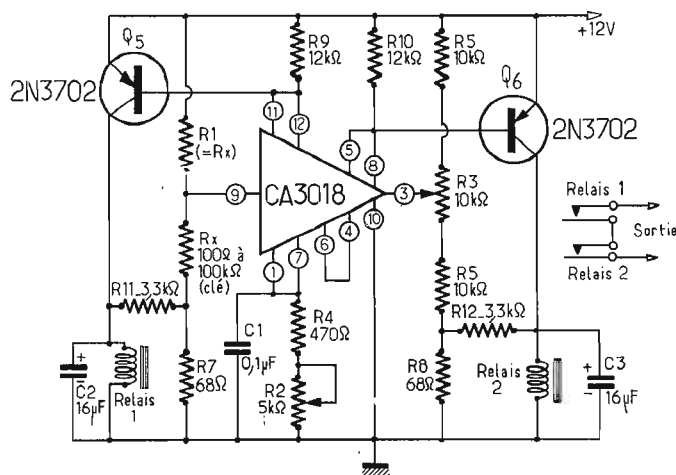 +12V
Q5
2N3702
R9
12kΩ
R10
12kΩ
R5
10kΩ
Q6
2N3702
11
12
5
8
R1
(=Rx)
9
CA3018
3
R3
10kΩ
10
1
7
6
4
Relais 1
Sortie
Relais 2
Rx
100Ω à
100kΩ
(clé)
R11_3,3kΩ
R5
10kΩ
R12_3,3kΩ
C1
0,1µF
R4
470Ω
R2
5kΩ
R7
68Ω
R8
68Ω
+
-
C2
16µF
Relais
1
Relais
2
+
-
C3
16µF